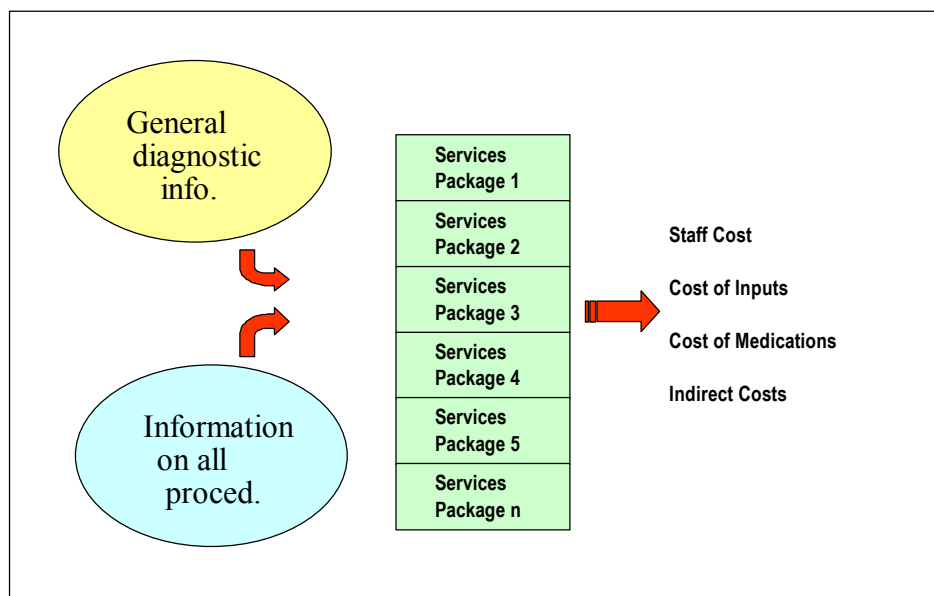 General
diagnostic
info.
Information
on all
proced.
Services
Package 1
Services
Package 2
Services
Package 3
Services
Package 4
Services
Package 5
Services
Package n
Staff Cost
Cost of Inputs
Cost of Medications
Indirect Costs